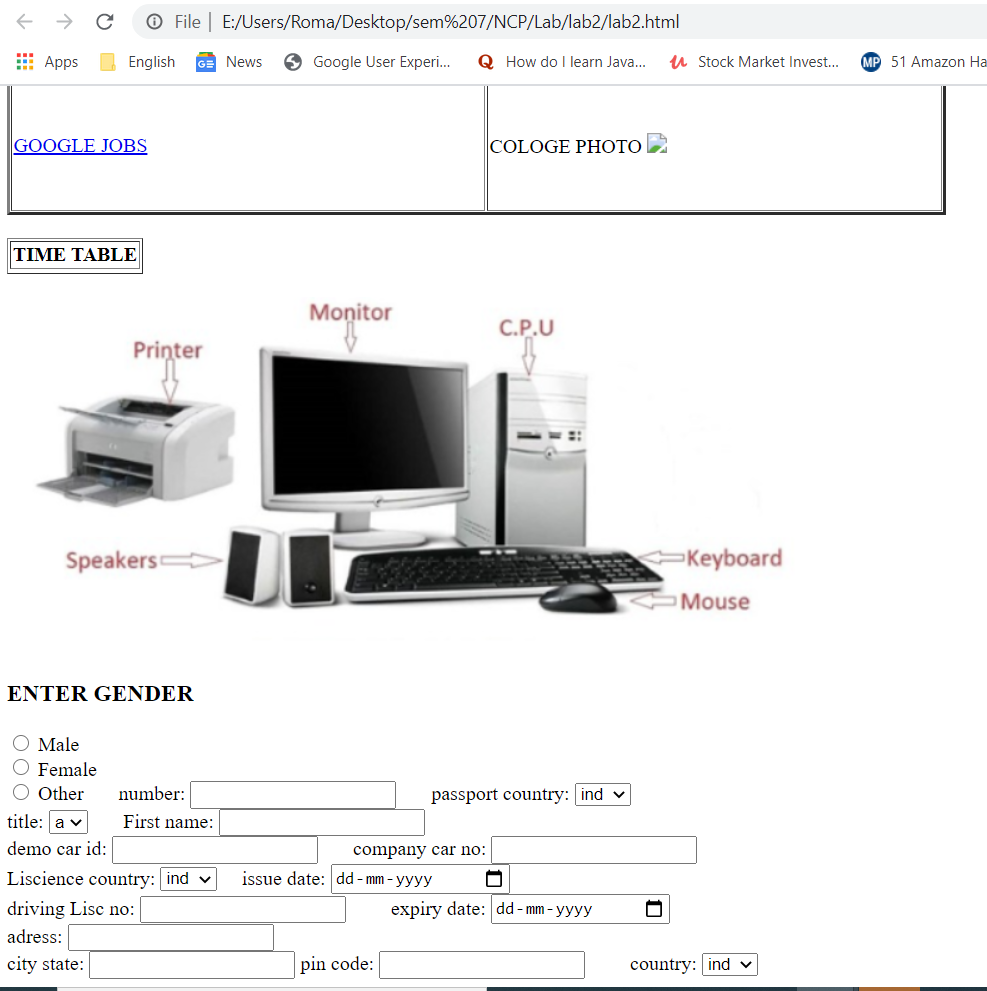 File | E:/Users/Roma/Desktop/sem%207/NCP/Lab/lab2/lab2.html
Apps English GE News Google User Experi... Q How do I learn Java... u Stock Market Invest... MP 51 Amazon Ha
GOOGLE JOBS COLOGE PHOTO
TIME TABLE
Monitor
C.P.U
Printer
Speakers
Keyboard
Mouse
ENTER GENDER
Male
Female
Other number: passport country: ind
title: a First name:
demo car id: company car no:
Liscience country: ind issue date: dd-mm-yyyy
driving Lisc no: expiry date: dd-mm-yyyy
adress:
city state: pin code: country: ind